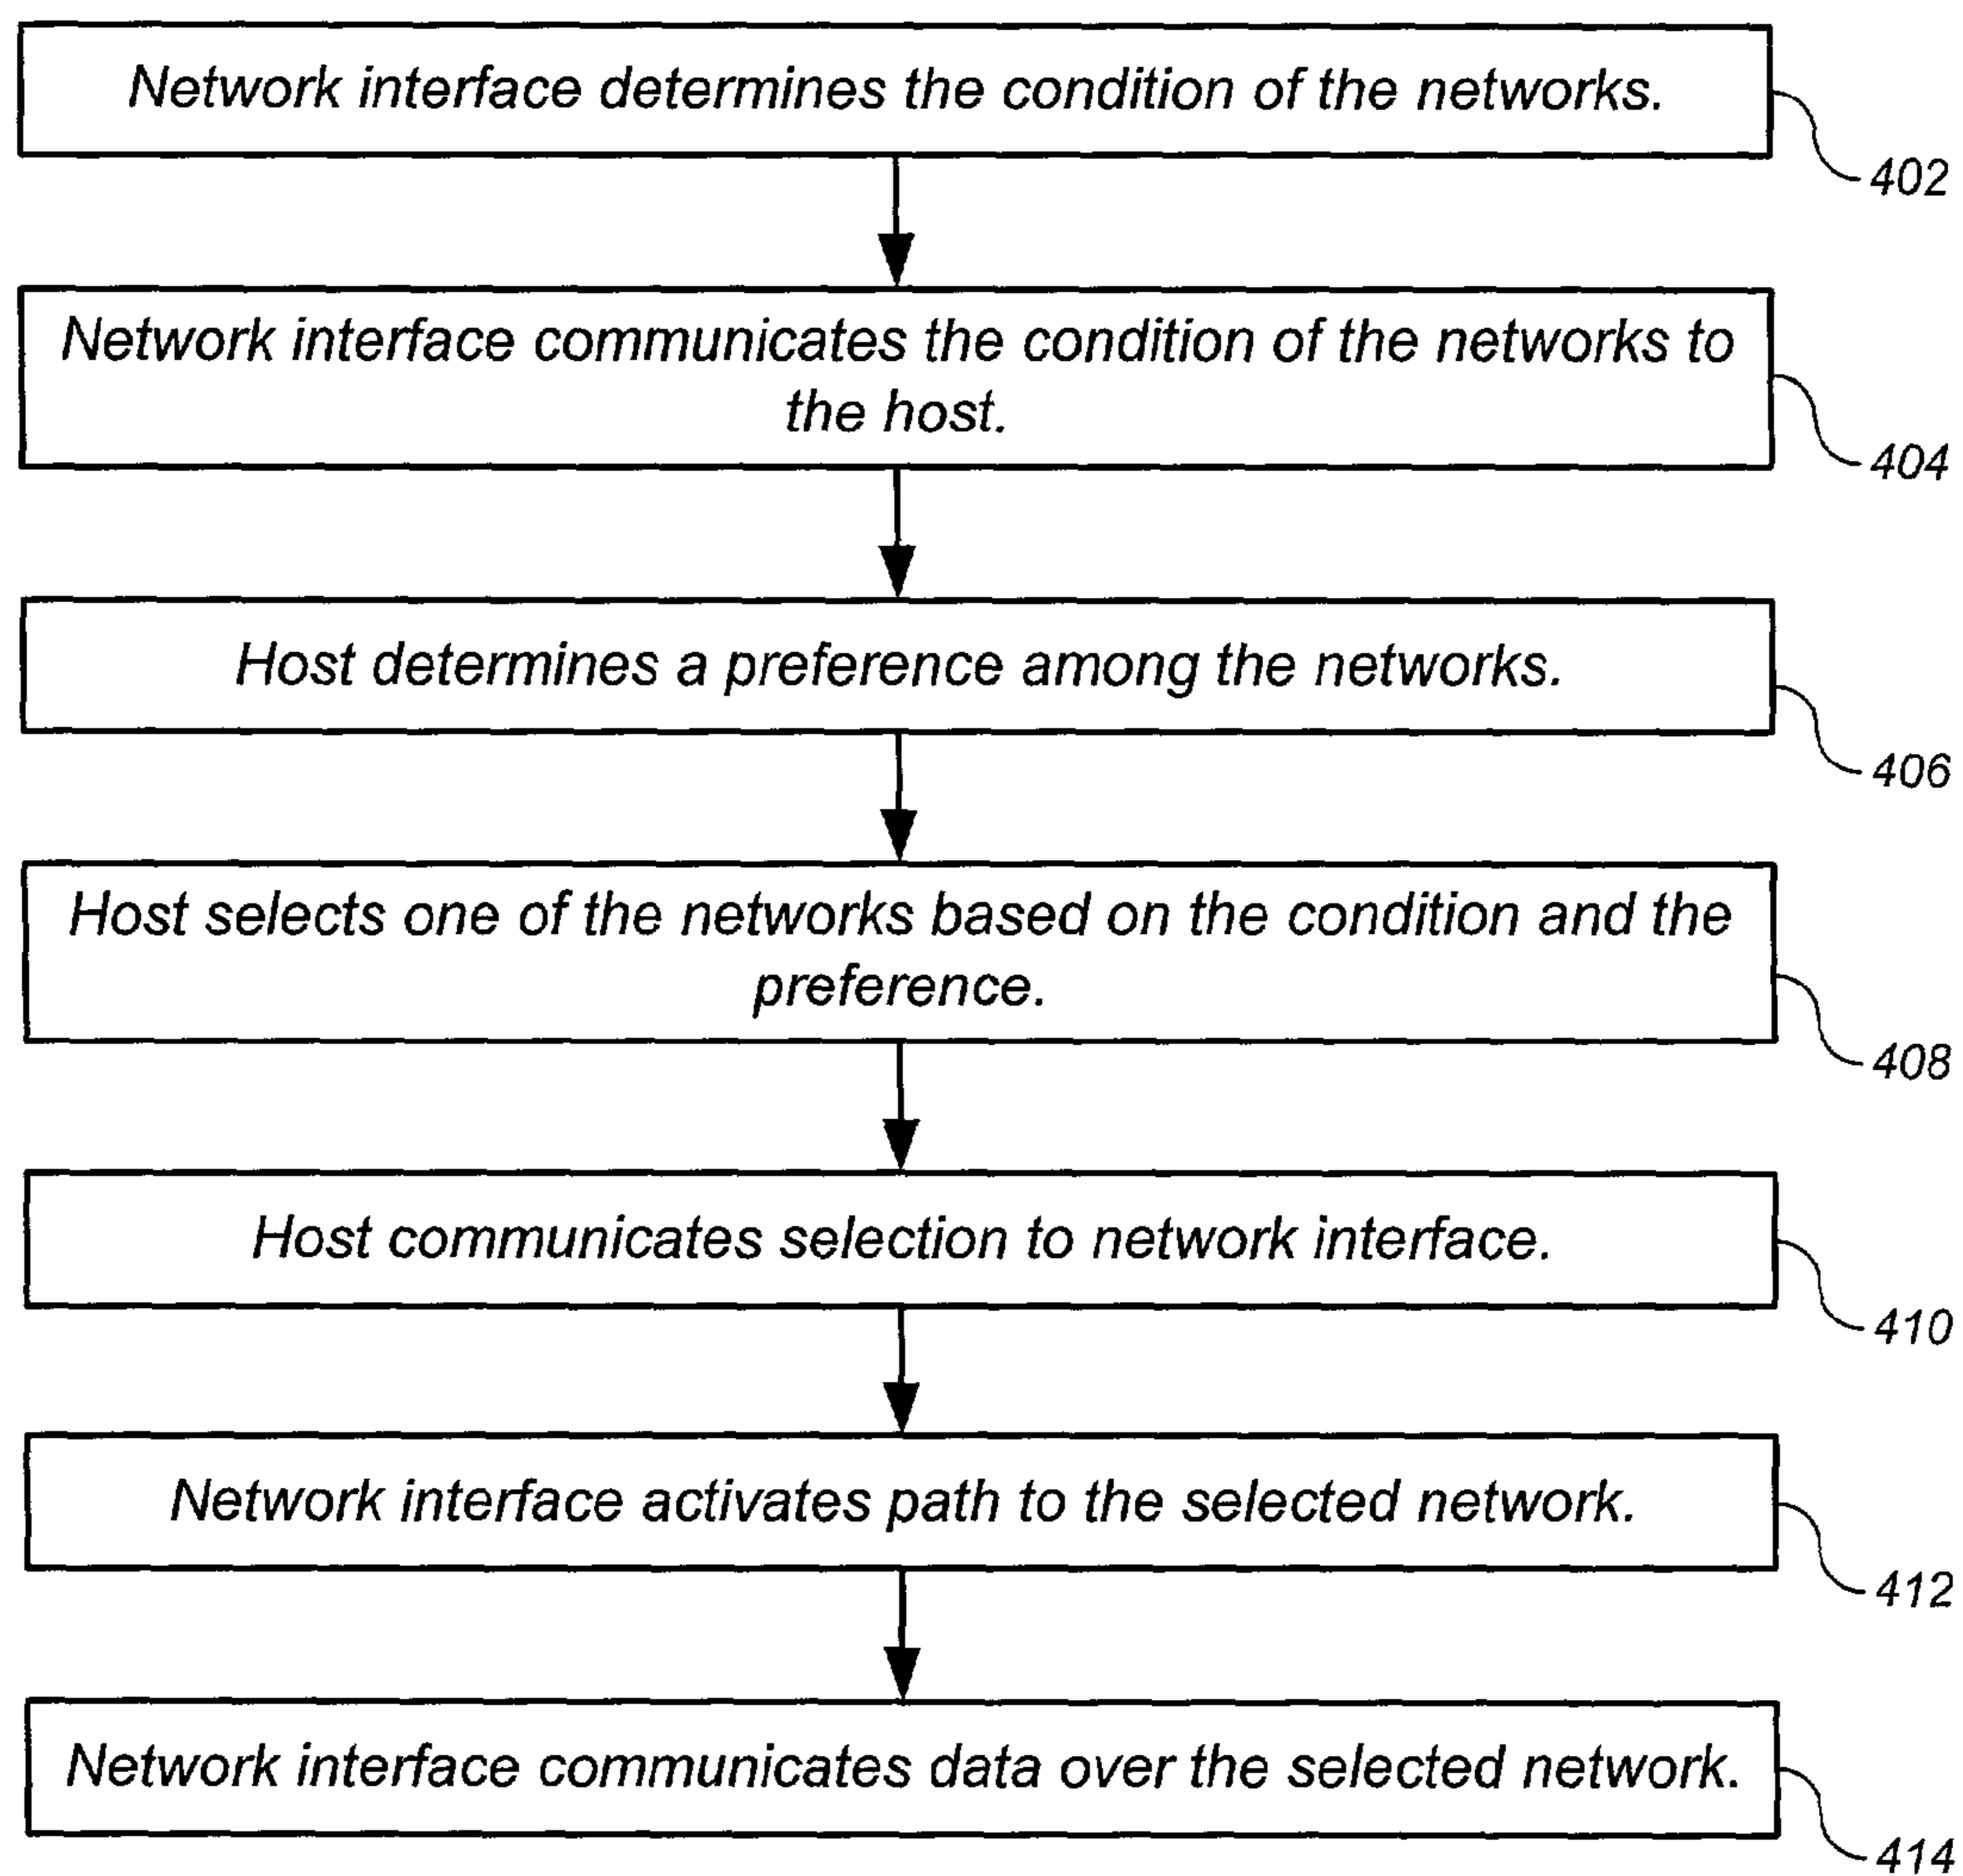 Network interface determines the condition of the networks.
402
Network interface communicates the condition of the networks to
the host.
404
Host determines a preference among the networks.
406
Host selects one of the networks based on the condition and the
preference.
408
Host communicates selection to network interface.
410
Network interface activates path to the selected network.
412
Network interface communicates data over the selected network.
414